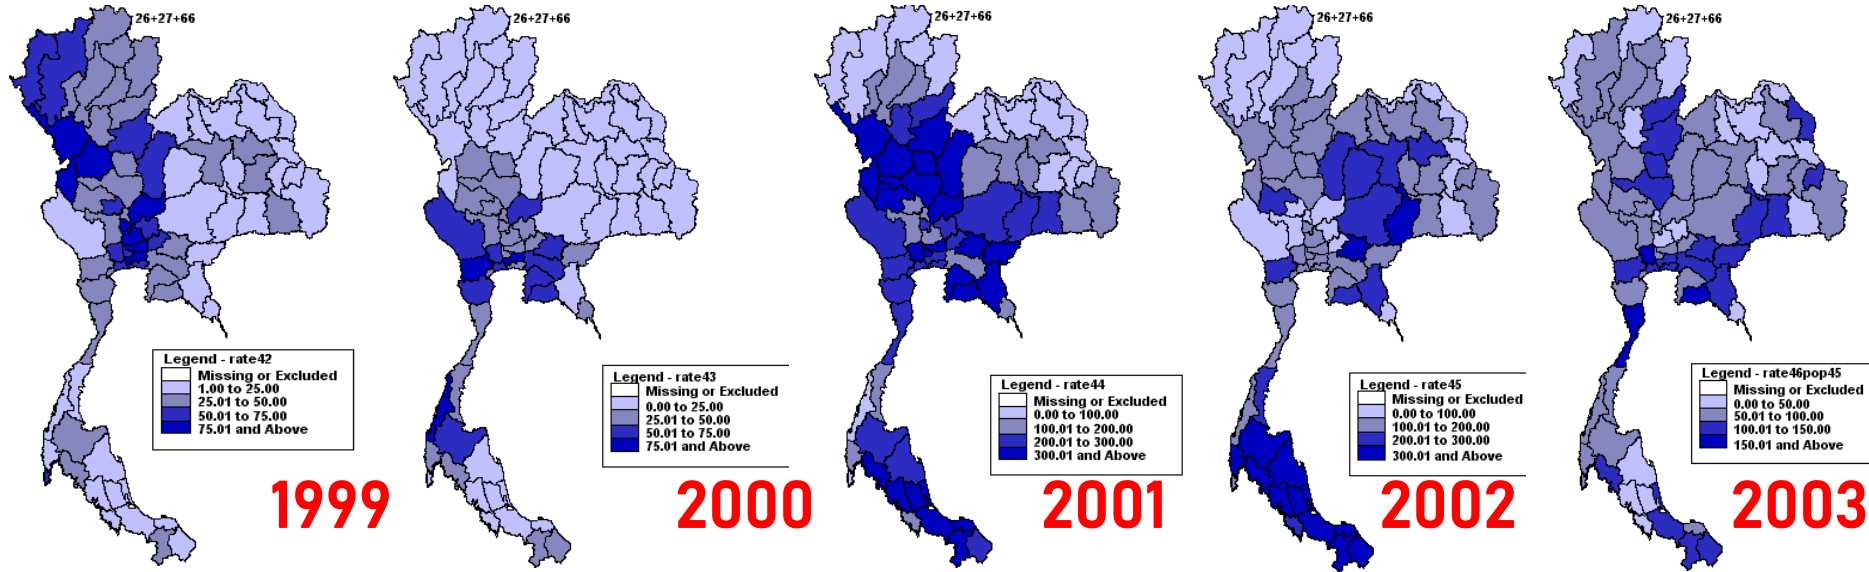 26+27+66
Legend - rate42
Missing or Excluded
1.00 to 25.00
25.01 to 50.00
50.01 to 75.00
75.01 and Above
1999
26+27+66
Legend - rate43
Missing or Excluded
0.00 to 25.00
25.01 to 50.00
50.01 to 75.00
75.01 and Above
2000
26+27+66
Legend - rate44
Missing or Excluded
0.00 to 100.00
100.01 to 200.00
200.01 to 300.00
300.01 and Above
2001
26+27+66
Legend - rate45
Missing or Excluded
0.00 to 100.00
100.01 to 200.00
200.01 to 300.00
300.01 and Above
2002
26+27+66
Legend - rate46pop45
Missing or Excluded
0.00 to 50.00
50.01 to 100.00
100.01 to 150.00
150.01 and Above
2003